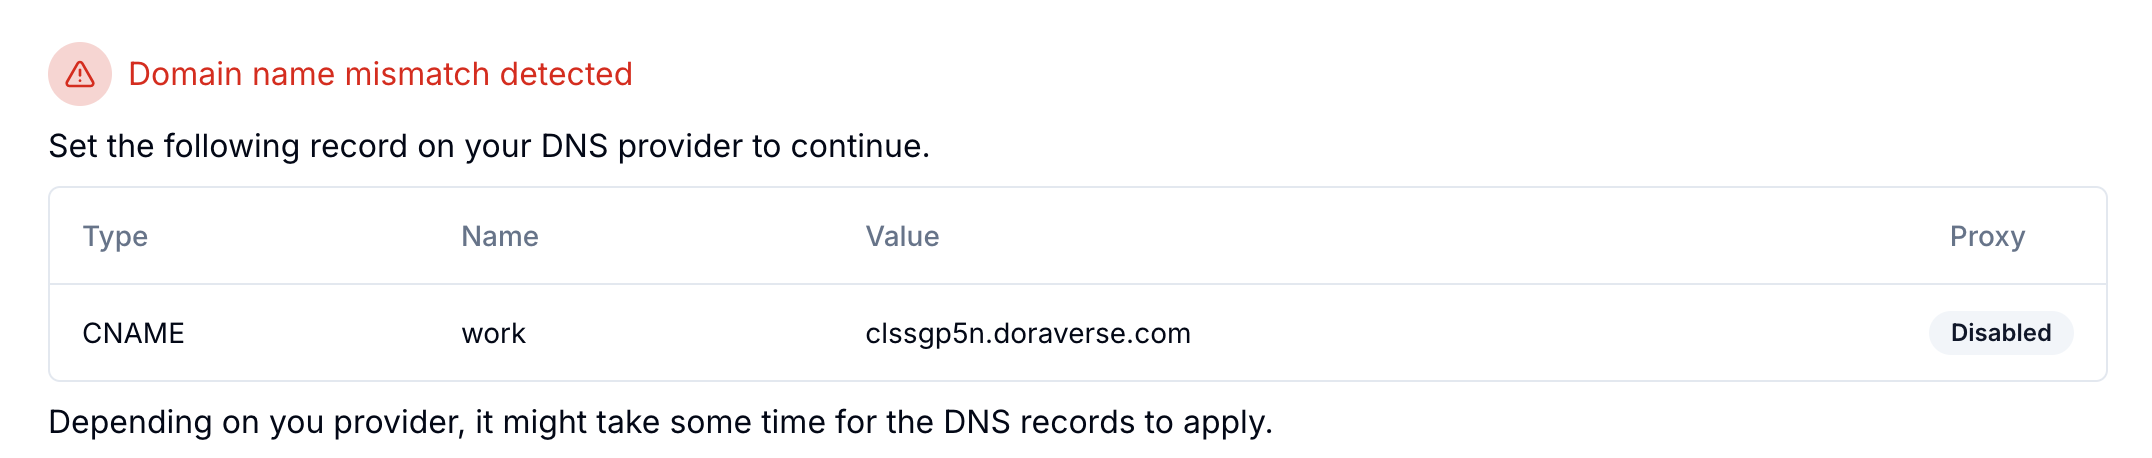 Domain name mismatch detected
Set the following record on your DNS provider to continue.
Type Name Value Proxy
CNAME work clssgp5n.doraverse.com Disabled
Depending on you provider, it might take some time for the DNS records to apply.